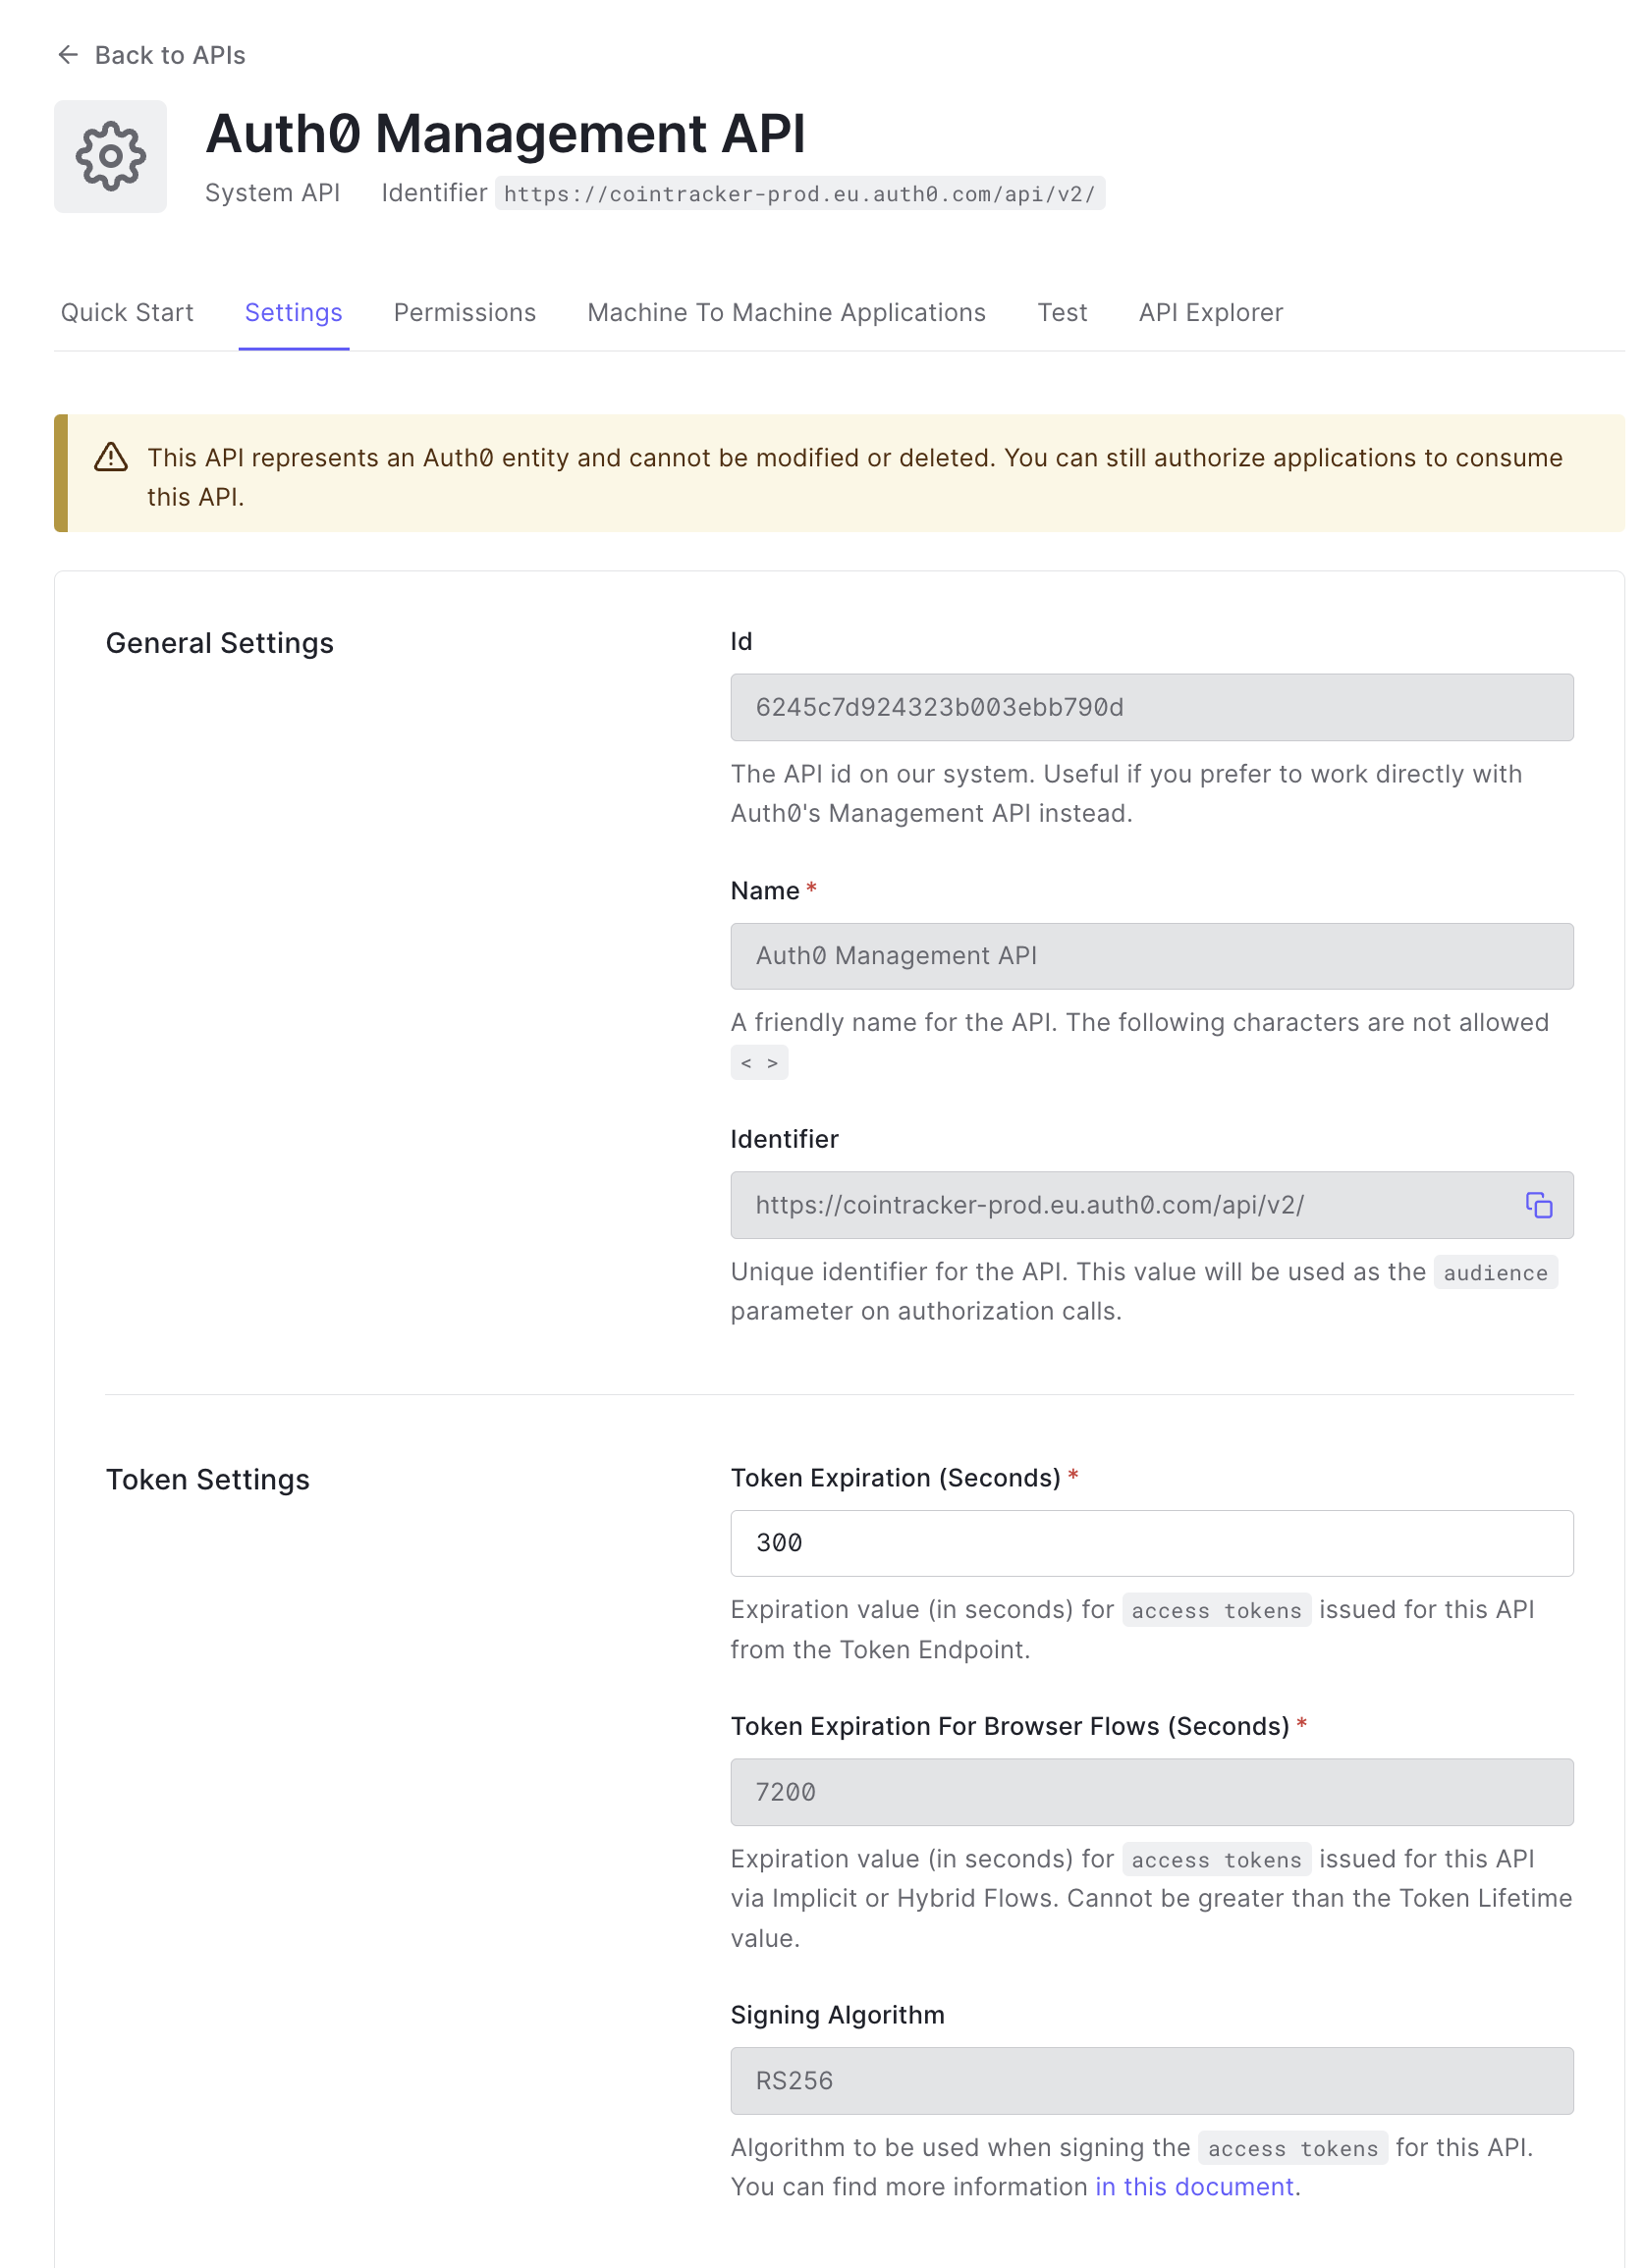 Back to APIs
Auth0 Management API
System API Identifier https://cointracker-prod.eu.auth0.com/api/v2/
Quick Start Settings Permissions Machine To Machine Applications Test API Explorer
This API represents an Auth0 entity and cannot be modified or deleted. You can still authorize applications to consume
this API.
General Settings
Id
6245c7d924323b003ebb790d
The API id on our system. Useful if you prefer to work directly with
Auth0's Management API instead.
Name *
Auth0 Management API
A friendly name for the API. The following characters are not allowed
< >
Identifier
https://cointracker-prod.eu.auth0.com/api/v2/
Unique identifier for the API. This value will be used as the audience
parameter on authorization calls.
Token Settings
Token Expiration (Seconds) *
300
Expiration value (in seconds) for access tokens issued for this API
from the Token Endpoint.
Token Expiration For Browser Flows (Seconds) *
7200
Expiration value (in seconds) for access tokens issued for this API
via Implicit or Hybrid Flows. Cannot be greater than the Token Lifetime
value.
Signing Algorithm
RS256
Algorithm to be used when signing the access tokens for this API.
You can find more information in this document.